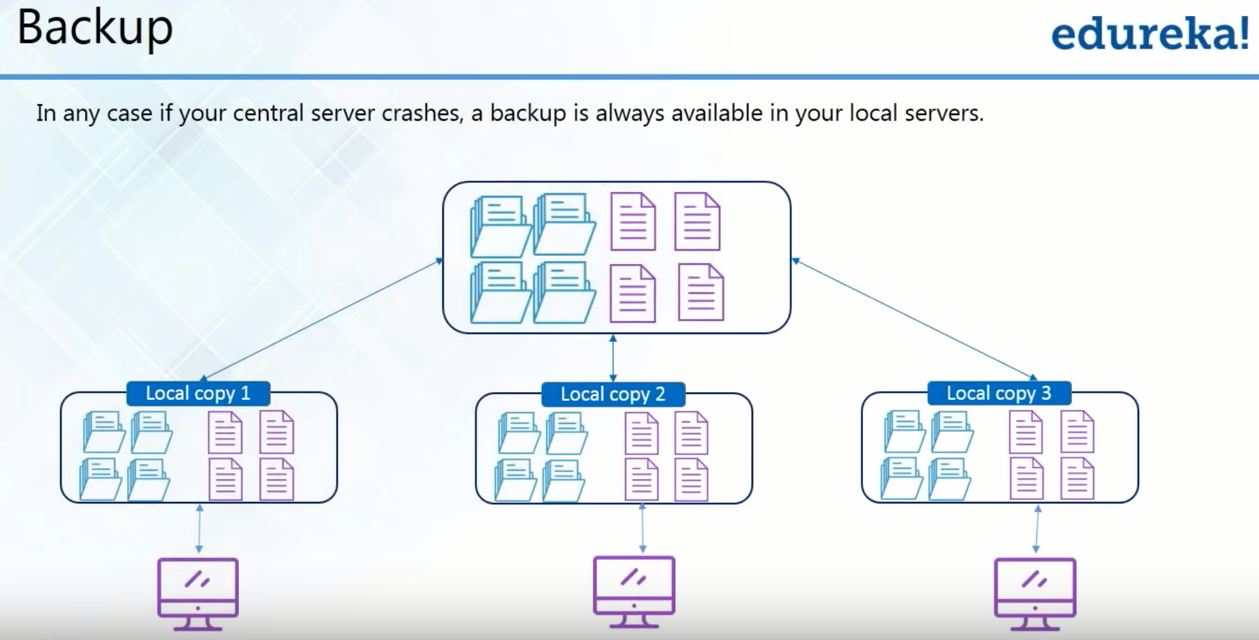 Backup
edureka!
In any case if your central server crashes, a backup is always available in your local servers.
Local copy 1
Local copy 2
Local copy 3